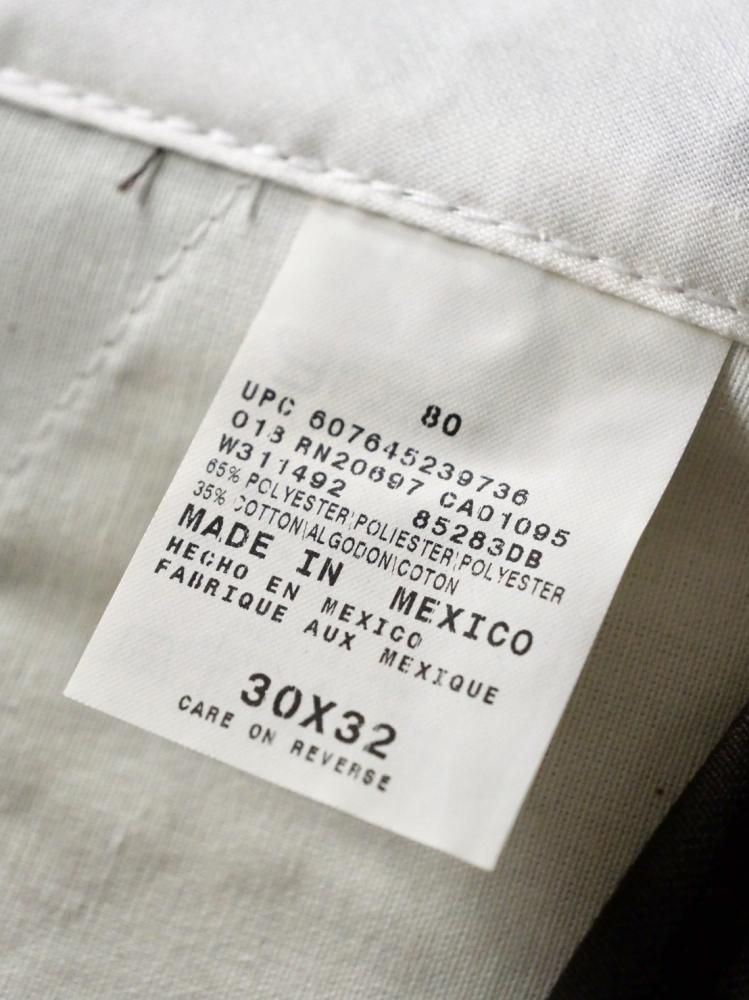 80
UPC 607645239736
013 RN20697 CA01095
W311492 85283DB
65% POLYESTER\POLIESTER\POLYESTER
35% COTTON\ALGODON\COTON
MADE IN MEXICO
HECHO EN MEXICO
FABRIQUE AUX MEXIQUE
30X32
CARE ON REVERSE